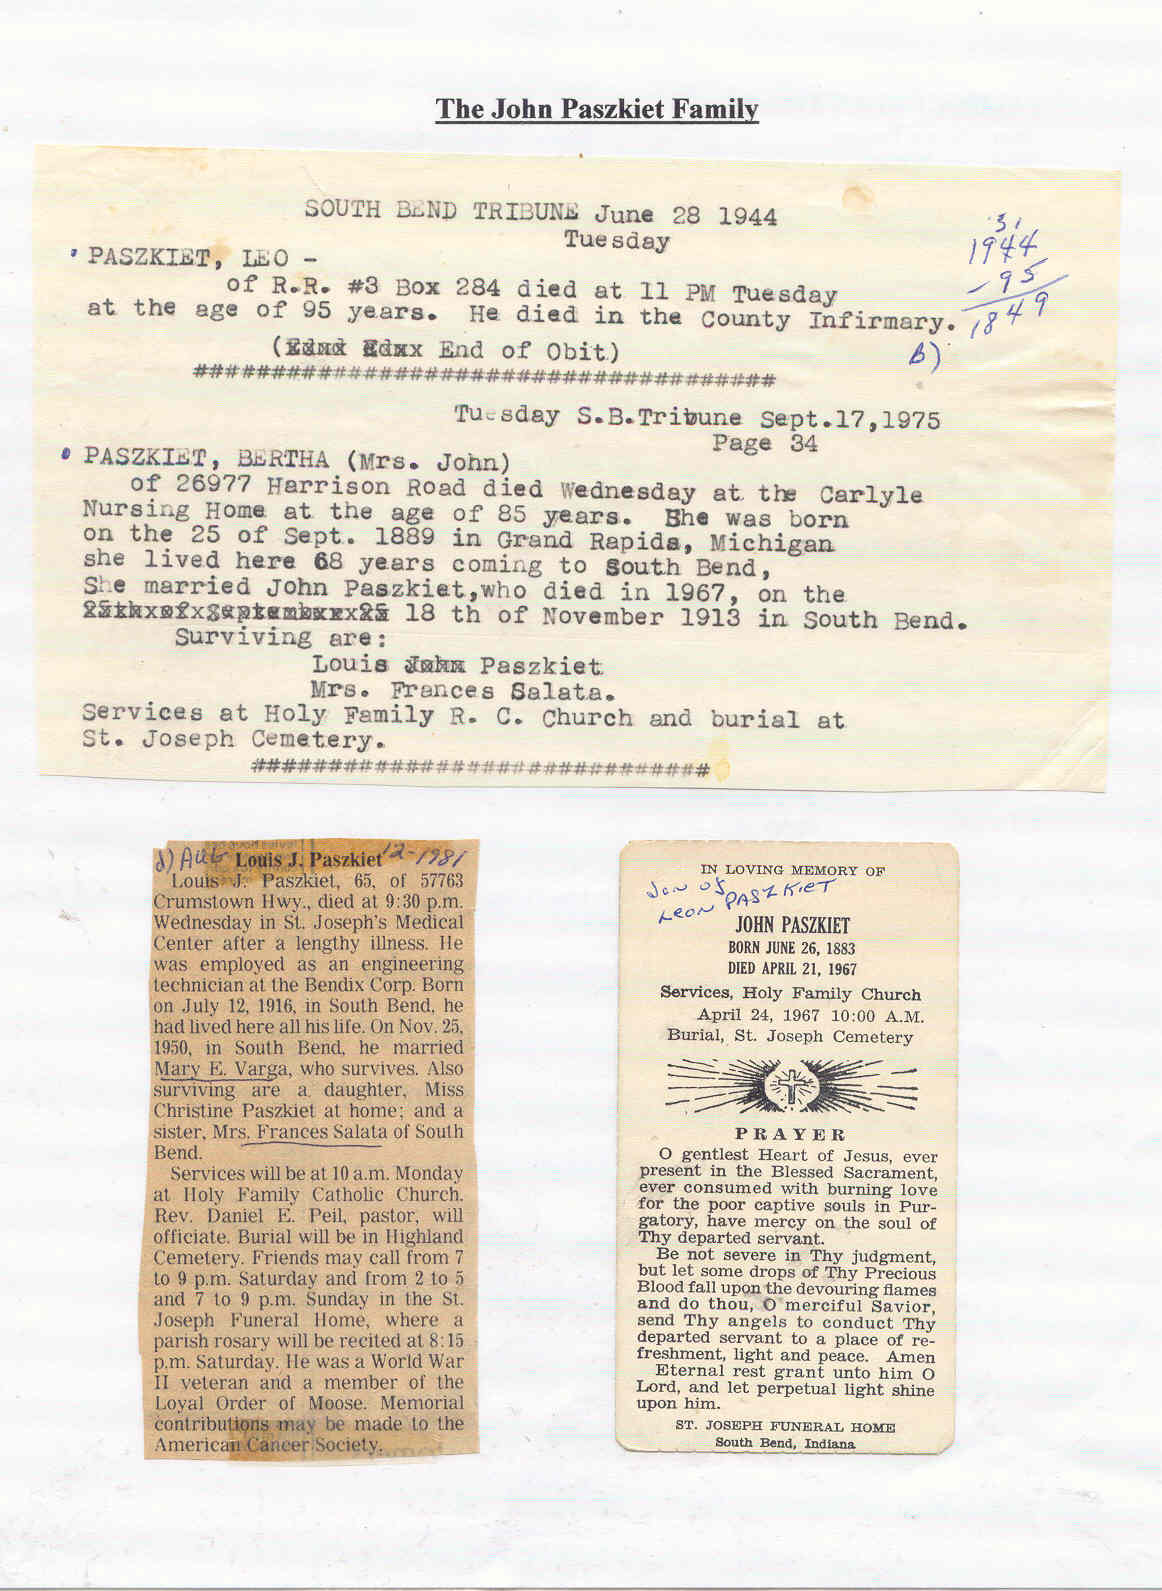 The John Paszkiet Family
SOUTH BEND TRIBUNE June 28 1944
Tuesday
PASZKIET, LEO -
of R.R. #3 Box 284 died at 11 PM Tuesday
at the age of 95 years. He died in the County Infirmary.
(Ednd Ednx End of Obit)
######################################
31
1944
- 95
1849
B)
Tuesday S.B.Tribune Sept.17,1975
Page 34
PASZKIET, BERTHA (Mrs. John)
of 26977 Harrison Road died Wednesday at the Carlyle
Nursing Home at the age of 85 years. She was born
on the 25 of Sept. 1889 in Grand Rapids, Michigan
she lived here 68 years coming to South Bend,
She married John Paszkiet,who died in 1967, on the
18 th of November 1913 in South Bend.
Surviving are:
Louis John Paszkiet
Mrs. Frances Salata.
Services at Holy Family R. C. Church and burial at
St. Joseph Cemetery.
##############################
d) AUG Louis J. Paszkiet 12-1981
Louis J. Paszkiet, 65, of 57763
Crumstown Hwy., died at 9:30 p.m.
Wednesday in St. Joseph's Medical
Center after a lengthy illness. He
was employed as an engineering
technician at the Bendix Corp. Born
on July 12, 1916, in South Bend, he
had lived here all his life. On Nov. 25,
1950, in South Bend, he married
Mary E. Varga, who survives. Also
surviving are a daughter, Miss
Christine Paszkiet at home; and a
sister, Mrs. Frances Salata of South
Bend.
Services will be at 10 a.m. Monday
at Holy Family Catholic Church.
Rev. Daniel E. Peil, pastor, will
officiate. Burial will be in Highland
Cemetery. Friends may call from 7
to 9 p.m. Saturday and from 2 to 5
and 7 to 9 p.m. Sunday in the St.
Joseph Funeral Home, where a
parish rosary will be recited at 8:15
p.m. Saturday. He was a World War
II veteran and a member of the
Loyal Order of Moose. Memorial
contributions may be made to the
American Cancer Society.
IN LOVING MEMORY OF
Son of
LEON PASZKIET
JOHN PASZKIET
BORN JUNE 26, 1883
DIED APRIL 21, 1967
Services, Holy Family Church
April 24, 1967 10:00 A.M.
Burial, St. Joseph Cemetery
PRAYER
O gentlest Heart of Jesus, ever
present in the Blessed Sacrament,
ever consumed with burning love
for the poor captive souls in Pur-
gatory, have mercy on the soul of
Thy departed servant.
Be not severe in Thy judgment,
but let some drops of Thy Precious
Blood fall upon the devouring flames
and do thou, O merciful Savior,
send Thy angels to conduct Thy
departed servant to a place of re-
freshment, light and peace. Amen
Eternal rest grant unto him O
Lord, and let perpetual light shine
upon him.
ST. JOSEPH FUNERAL HOME
South Bend, Indiana